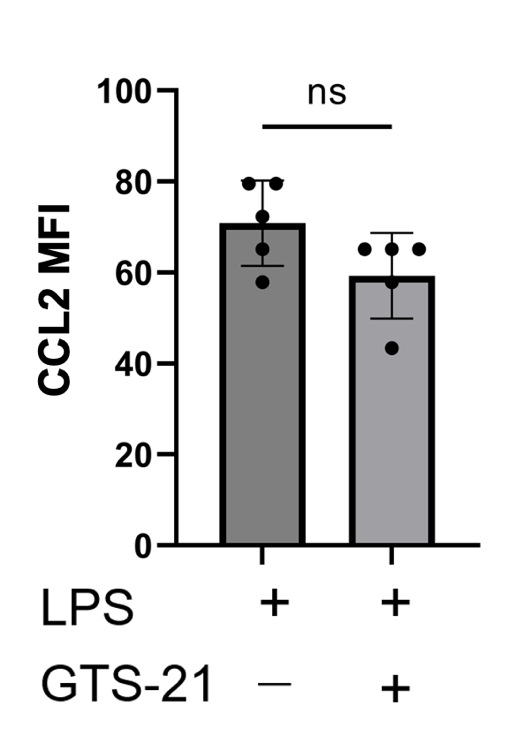 ns
100
80
60
40
20
0
CCL2 MFI
LPS + +
GTS-21 − +